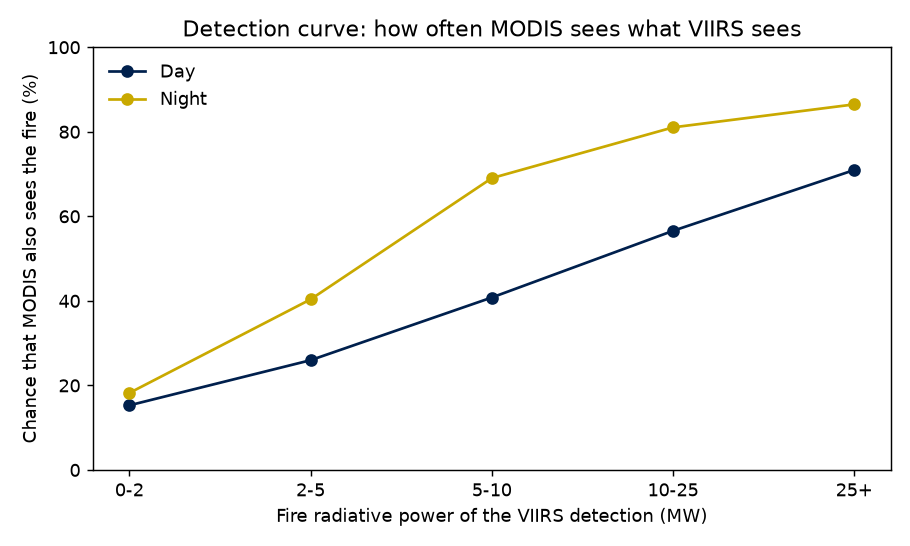 Detection curve: how often MODIS sees what VIIRS sees
Chance that MODIS also sees the fire (%)
100
80
60
40
20
0
Day
Night
0-2
2-5
5-10
10-25
25+
Fire radiative power of the VIIRS detection (MW)